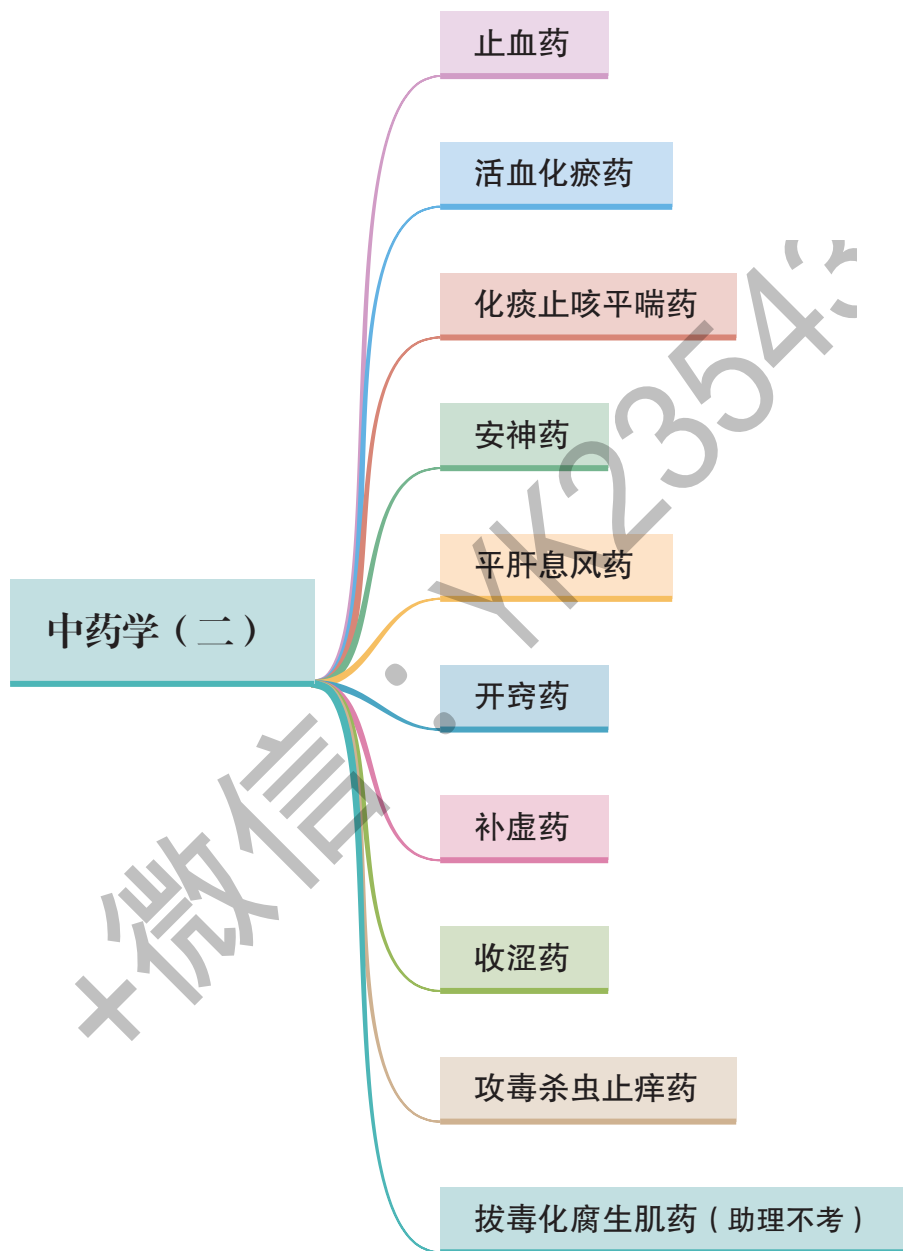 止血药
活血化瘀药
化痰止咳平喘药
安神药
平肝息风药
中药学（二）
开窍药
补虚药
收涩药
攻毒杀虫止痒药
拔毒化腐生肌药（助理不考）
+微信：YK2354